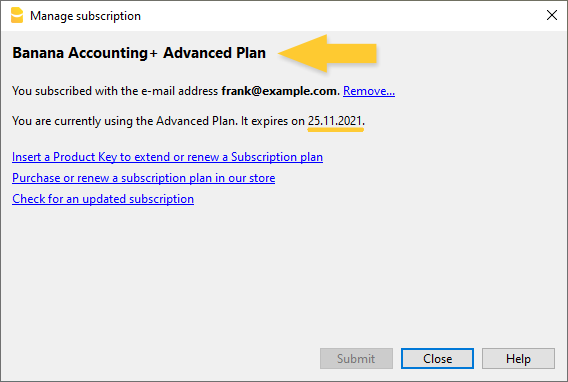 Manage subscription
Banana Accounting+ Advanced Plan
You subscribed with the e-mail address frank@example.com. Remove...
You are currently using the Advanced Plan. It expires on 25.11.2021.
Insert a Product Key to extend or renew a Subscription plan
Purchase or renew a subscription plan in our store
Check for an updated subscription
Submit Close Help